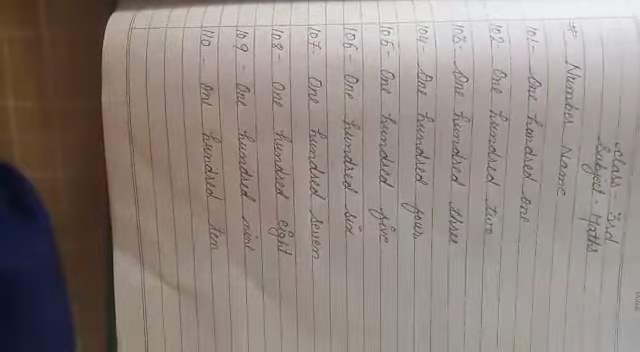 Class - 3rd
Subject - Maths
* Number Name
101 - One hundred one
102 - One hundred two
103 - One hundred three
104 - One hundred four
105 - One hundred five
106 - One hundred six
107 - One hundred seven
108 - One hundred eight
109 - One hundred nine
110 - One hundred ten